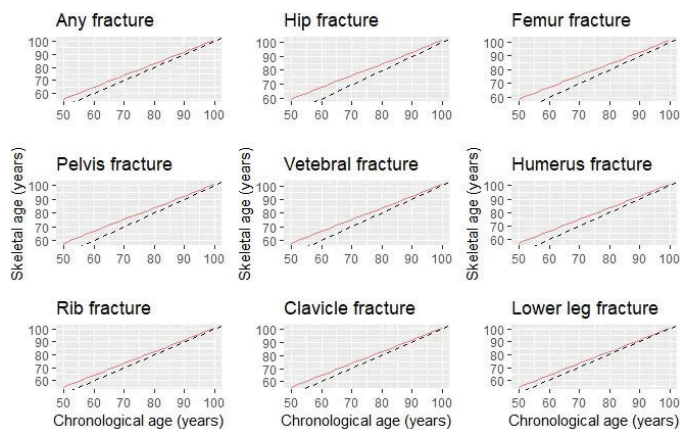 Any fracture
Hip fracture
Femur fracture
100
90
80
70
60
50 60 70 80 90 100
100
90
80
70
60
50 60 70 80 90 100
100
90
80
70
60
50 60 70 80 90 100
Skeletal age (years)
Pelvis fracture
Skeletal age (years)
Vetebral fracture
Skeletal age (years)
Humerus fracture
100
90
80
70
60
50 60 70 80 90 100
100
90
80
70
60
50 60 70 80 90 100
100
90
80
70
60
50 60 70 80 90 100
Rib fracture
Clavicle fracture
Lower leg fracture
100
90
80
70
60
50 60 70 80 90 100
100
90
80
70
60
50 60 70 80 90 100
100
90
80
70
60
50 60 70 80 90 100
Chronological age (years)
Chronological age (years)
Chronological age (years)